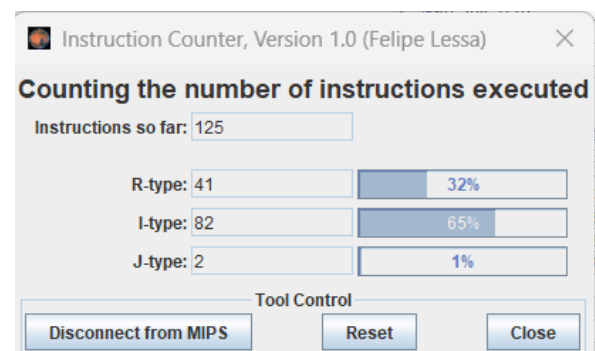 Instruction Counter, Version 1.0 (Felipe Lessa)
Counting the number of instructions executed
Instructions so far: 125
R-type: 41 32%
I-type: 82 65%
J-type: 2 1%
Tool Control
Disconnect from MIPS Reset Close